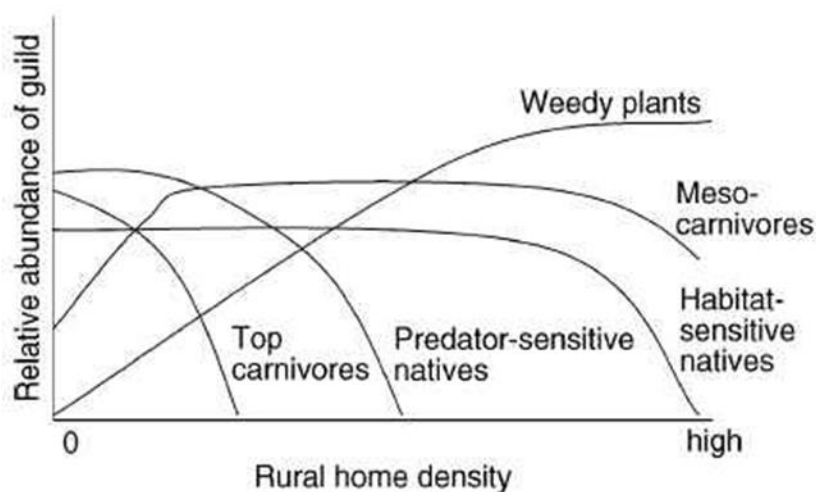 Relative abundance of guild
Weedy plants
Meso-
carnivores
Habitat-
sensitive
natives
Top
carnivores
Predator-sensitive
natives
0
high
Rural home density